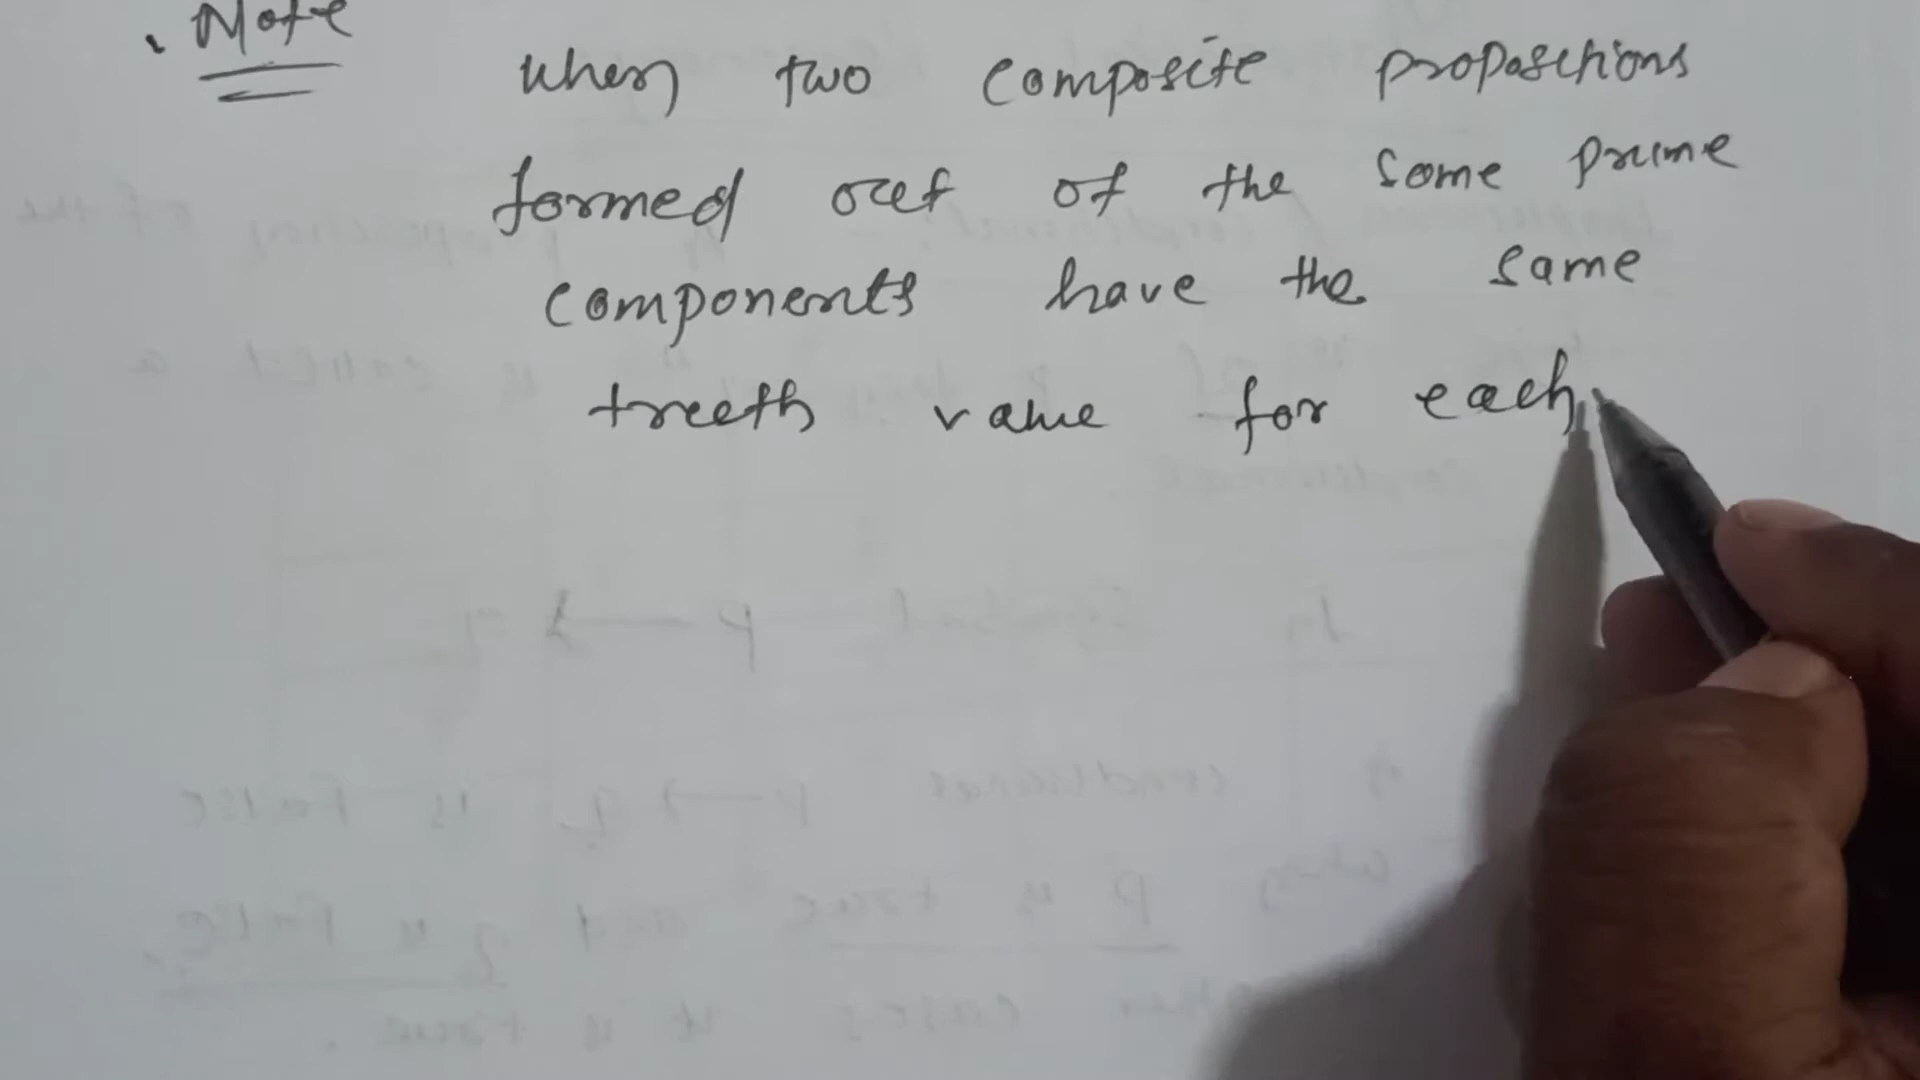 Note
when two composite propositions
formed out of the same prime
components have the same
truth value for each